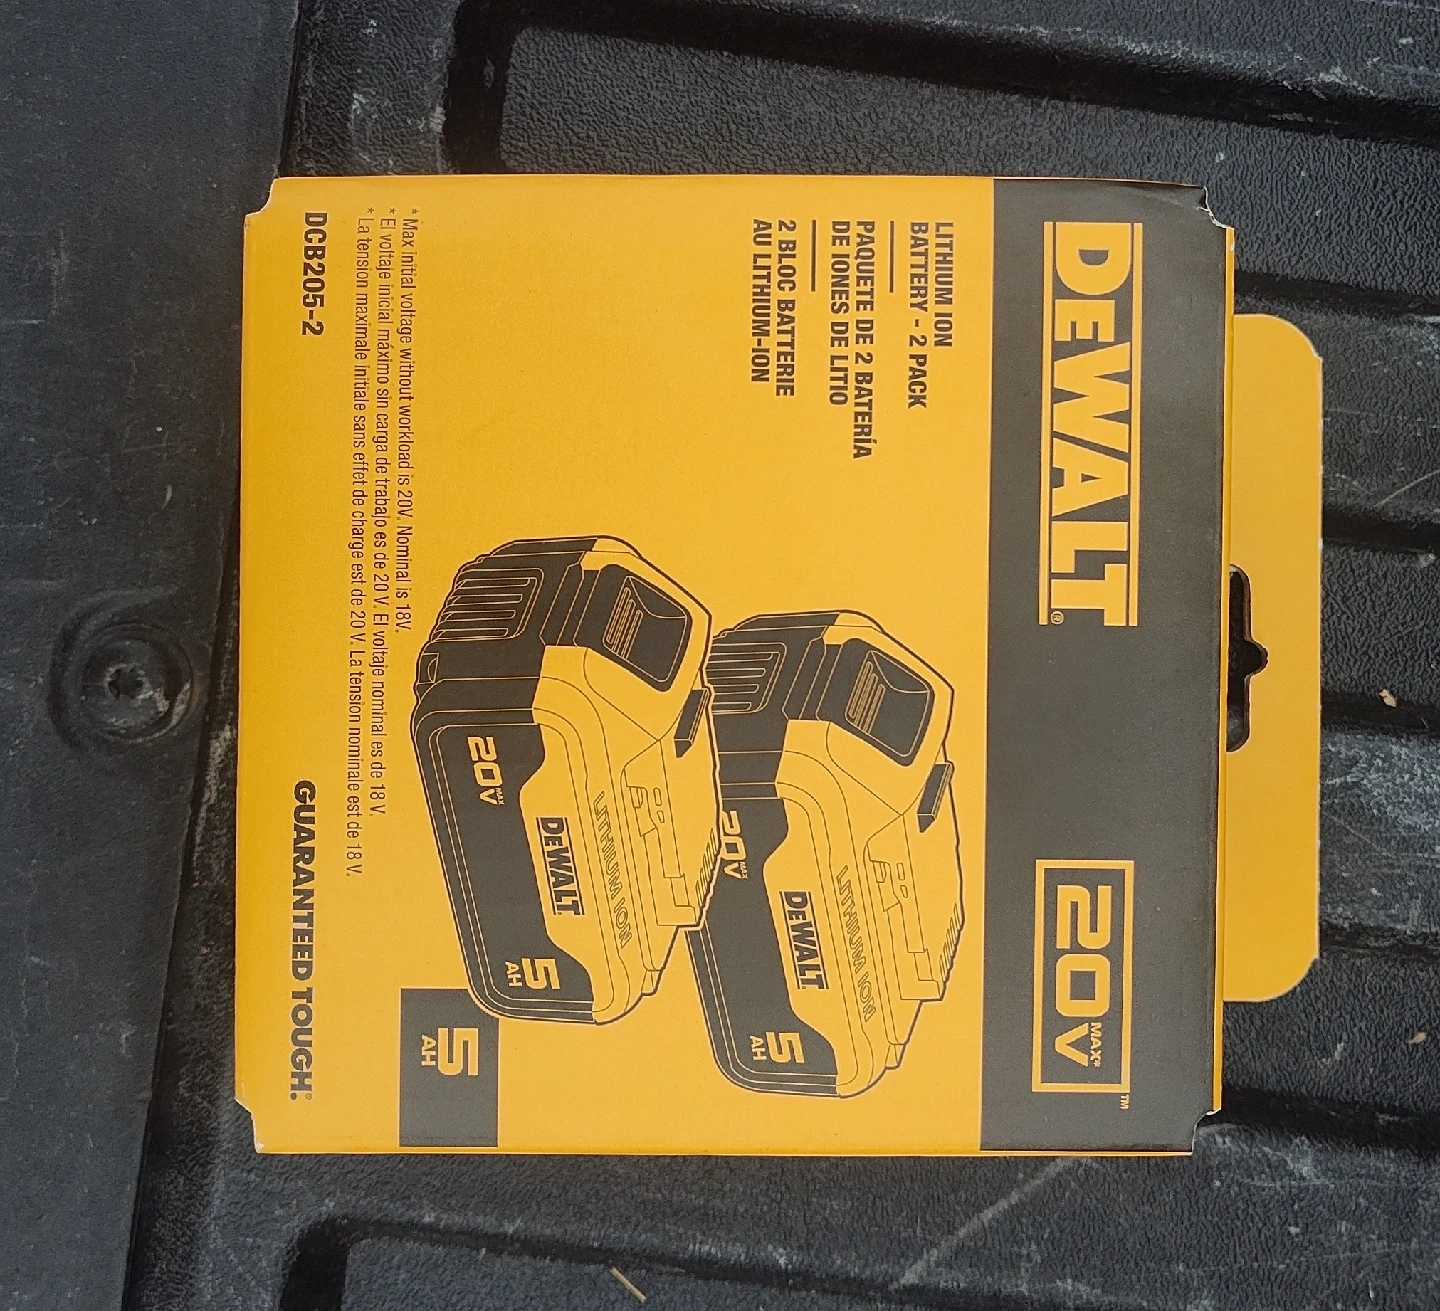 DEWALT®
20V MAX* ™
LITHIUM ION
BATTERY - 2 PACK
PAQUETE DE 2 BATERÍA
DE IONES DE LITIO
2 BLOC BATTERIE
AU LITHIUM-ION
20V MAX
DEWALT
LITHIUM ION
5 AH
20V MAX
DEWALT
LITHIUM ION
5 AH
5 AH
* Max initial voltage without workload is 20V. Nominal is 18V.
* El voltaje inicial máximo sin carga de trabajo es de 20 V. El voltaje nominal es de 18 V.
* La tension maximale initiale sans effet de charge est de 20 V. La tension nominale est de 18 V.
DCB205-2
GUARANTEED TOUGH.®